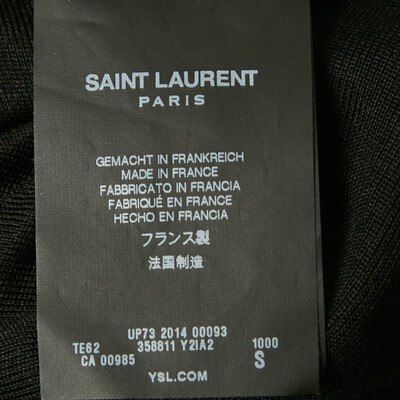 SAINT LAURENT
PARIS
GEMACHT IN FRANKREICH
MADE IN FRANCE
FABBRICATO IN FRANCIA
FABRIQUÉ EN FRANCE
HECHO EN FRANCIA
フランス製
法国制造
UP73 2014 00093
TE62 358811 Y2IA2 1000
CA 00985 S
YSL.COM